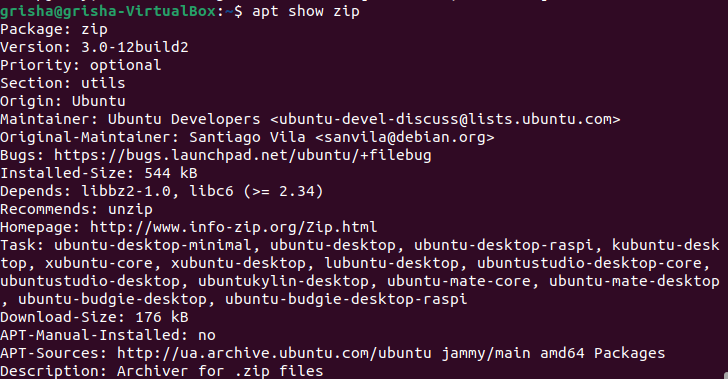 grisha@grisha-VirtualBox:~$ apt show zip
Package: zip
Version: 3.0-12build2
Priority: optional
Section: utils
Origin: Ubuntu
Maintainer: Ubuntu Developers <ubuntu-devel-discuss@lists.ubuntu.com>
Original-Maintainer: Santiago Vila <sanvila@debian.org>
Bugs: https://bugs.launchpad.net/ubuntu/+filebug
Installed-Size: 544 kB
Depends: libbz2-1.0, libc6 (>= 2.34)
Recommends: unzip
Homepage: http://www.info-zip.org/Zip.html
Task: ubuntu-desktop-minimal, ubuntu-desktop, ubuntu-desktop-raspi, kubuntu-desk
top, xubuntu-core, xubuntu-desktop, lubuntu-desktop, ubuntustudio-desktop-core,
ubuntustudio-desktop, ubuntukylin-desktop, ubuntu-mate-core, ubuntu-mate-desktop
, ubuntu-budgie-desktop, ubuntu-budgie-desktop-raspi
Download-Size: 176 kB
APT-Manual-Installed: no
APT-Sources: http://ua.archive.ubuntu.com/ubuntu jammy/main amd64 Packages
Description: Archiver for .zip files